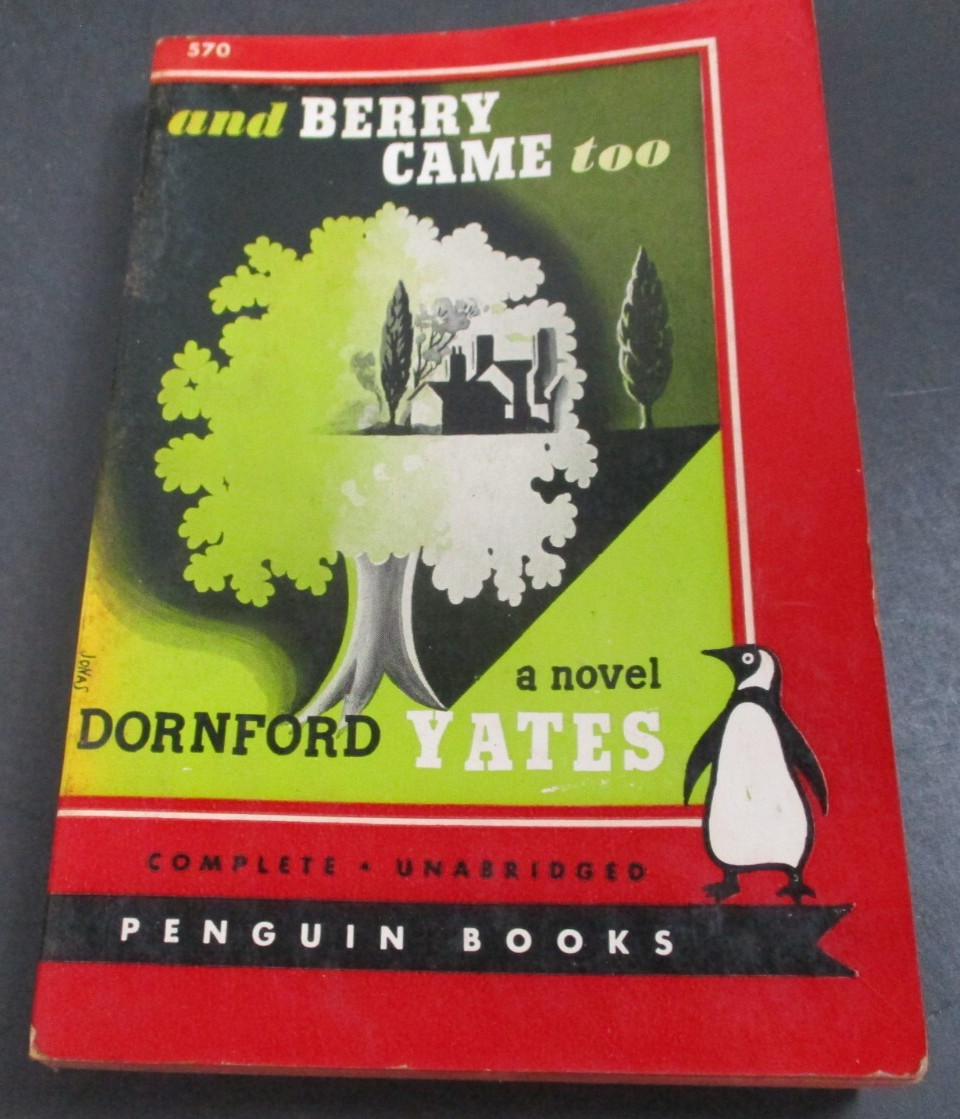 570
and BERRY
CAME too
JONAS
a novel
DORNFORD YATES
COMPLETE • UNABRIDGED
PENGUIN BOOKS